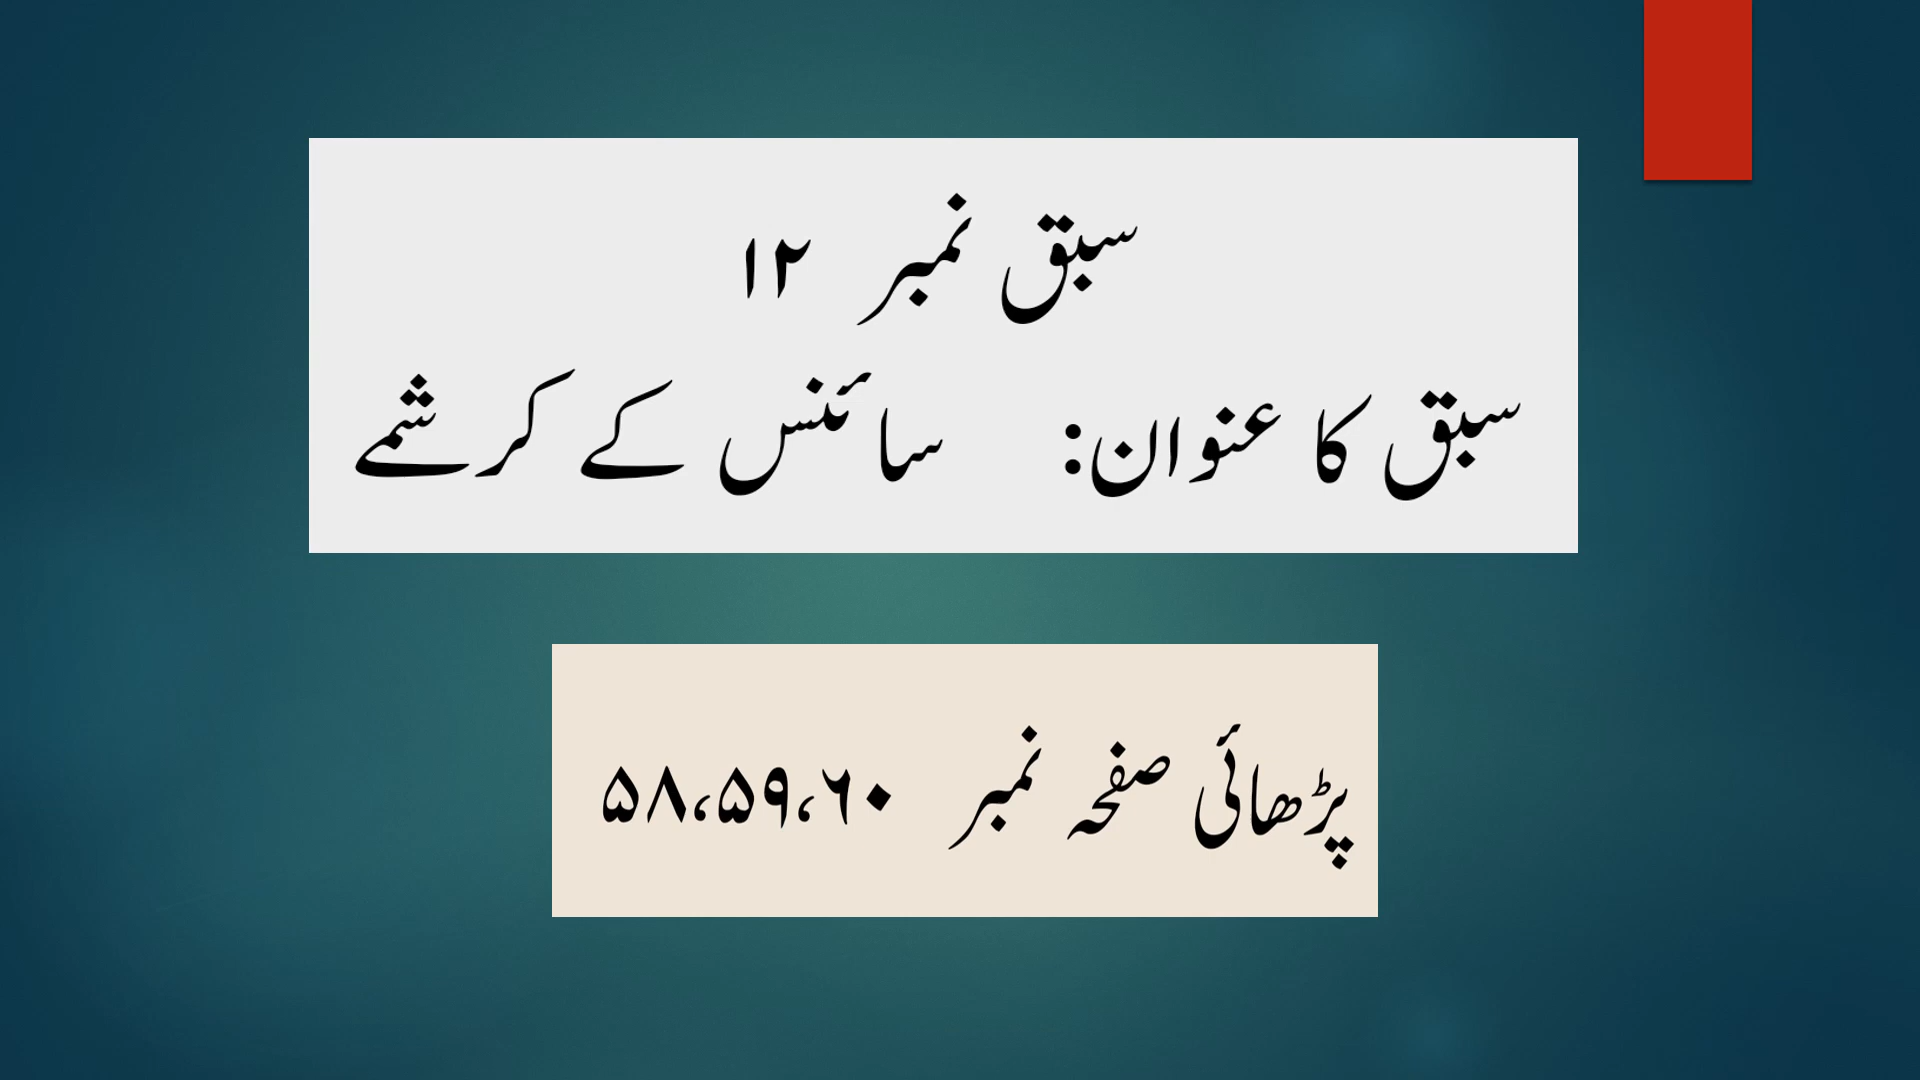 سبق نمبر ۱۲
سبق کا عنوان: سائنس کے کرشمے
پڑھائی صفحہ نمبر ۵۸،۵۹،۶۰